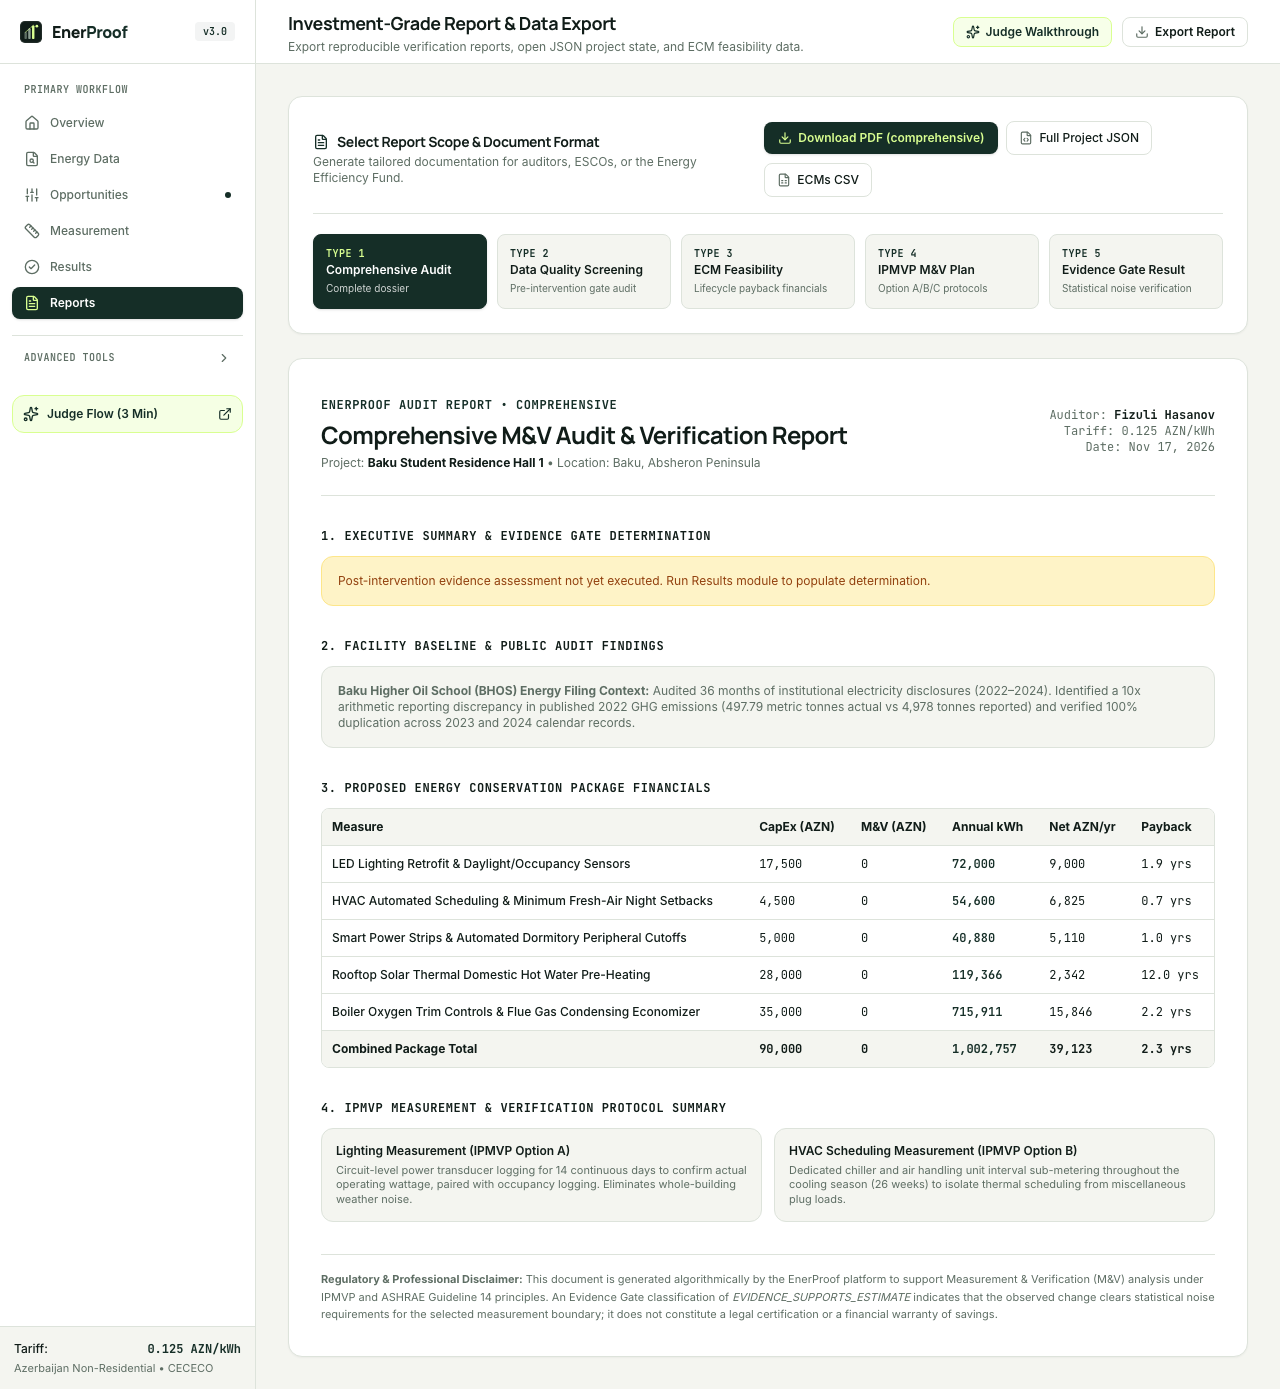 EnerProof
v3.0
PRIMARY WORKFLOW
Overview
Energy Data
Opportunities
Measurement
Results
Reports
ADVANCED TOOLS
Judge Flow (3 Min)
Tariff: 0.125 AZN/kWh
Azerbaijan Non-Residential • CECECO
Investment-Grade Report & Data Export
Export reproducible verification reports, open JSON project state, and ECM feasibility data.
Judge Walkthrough
Export Report
Select Report Scope & Document Format
Generate tailored documentation for auditors, ESCOs, or the Energy
Efficiency Fund.
Download PDF (comprehensive)
Full Project JSON
ECMs CSV
TYPE 1
Comprehensive Audit
Complete dossier
TYPE 2
Data Quality Screening
Pre-intervention gate audit
TYPE 3
ECM Feasibility
Lifecycle payback financials
TYPE 4
IPMVP M&V Plan
Option A/B/C protocols
TYPE 5
Evidence Gate Result
Statistical noise verification
ENERPROOF AUDIT REPORT • COMPREHENSIVE
Comprehensive M&V Audit & Verification Report
Project: Baku Student Residence Hall 1 • Location: Baku, Absheron Peninsula
Auditor: Fizuli Hasanov
Tariff: 0.125 AZN/kWh
Date: Nov 17, 2026
1. EXECUTIVE SUMMARY & EVIDENCE GATE DETERMINATION
Post-intervention evidence assessment not yet executed. Run Results module to populate determination.
2. FACILITY BASELINE & PUBLIC AUDIT FINDINGS
Baku Higher Oil School (BHOS) Energy Filing Context: Audited 36 months of institutional electricity disclosures (2022–2024). Identified a 10x
arithmetic reporting discrepancy in published 2022 GHG emissions (497.79 metric tonnes actual vs 4,978 tonnes reported) and verified 100%
duplication across 2023 and 2024 calendar records.
3. PROPOSED ENERGY CONSERVATION PACKAGE FINANCIALS
Measure CapEx (AZN) M&V (AZN) Annual kWh Net AZN/yr Payback
LED Lighting Retrofit & Daylight/Occupancy Sensors 17,500 0 72,000 9,000 1.9 yrs
HVAC Automated Scheduling & Minimum Fresh-Air Night Setbacks 4,500 0 54,600 6,825 0.7 yrs
Smart Power Strips & Automated Dormitory Peripheral Cutoffs 5,000 0 40,880 5,110 1.0 yrs
Rooftop Solar Thermal Domestic Hot Water Pre-Heating 28,000 0 119,366 2,342 12.0 yrs
Boiler Oxygen Trim Controls & Flue Gas Condensing Economizer 35,000 0 715,911 15,846 2.2 yrs
Combined Package Total 90,000 0 1,002,757 39,123 2.3 yrs
4. IPMVP MEASUREMENT & VERIFICATION PROTOCOL SUMMARY
Lighting Measurement (IPMVP Option A)
Circuit-level power transducer logging for 14 continuous days to confirm actual
operating wattage, paired with occupancy logging. Eliminates whole-building
weather noise.
HVAC Scheduling Measurement (IPMVP Option B)
Dedicated chiller and air handling unit interval sub-metering throughout the
cooling season (26 weeks) to isolate thermal scheduling from miscellaneous
plug loads.
Regulatory & Professional Disclaimer: This document is generated algorithmically by the EnerProof platform to support Measurement & Verification (M&V) analysis under
IPMVP and ASHRAE Guideline 14 principles. An Evidence Gate classification of EVIDENCE_SUPPORTS_ESTIMATE indicates that the observed change clears statistical noise
requirements for the selected measurement boundary; it does not constitute a legal certification or a financial warranty of savings.